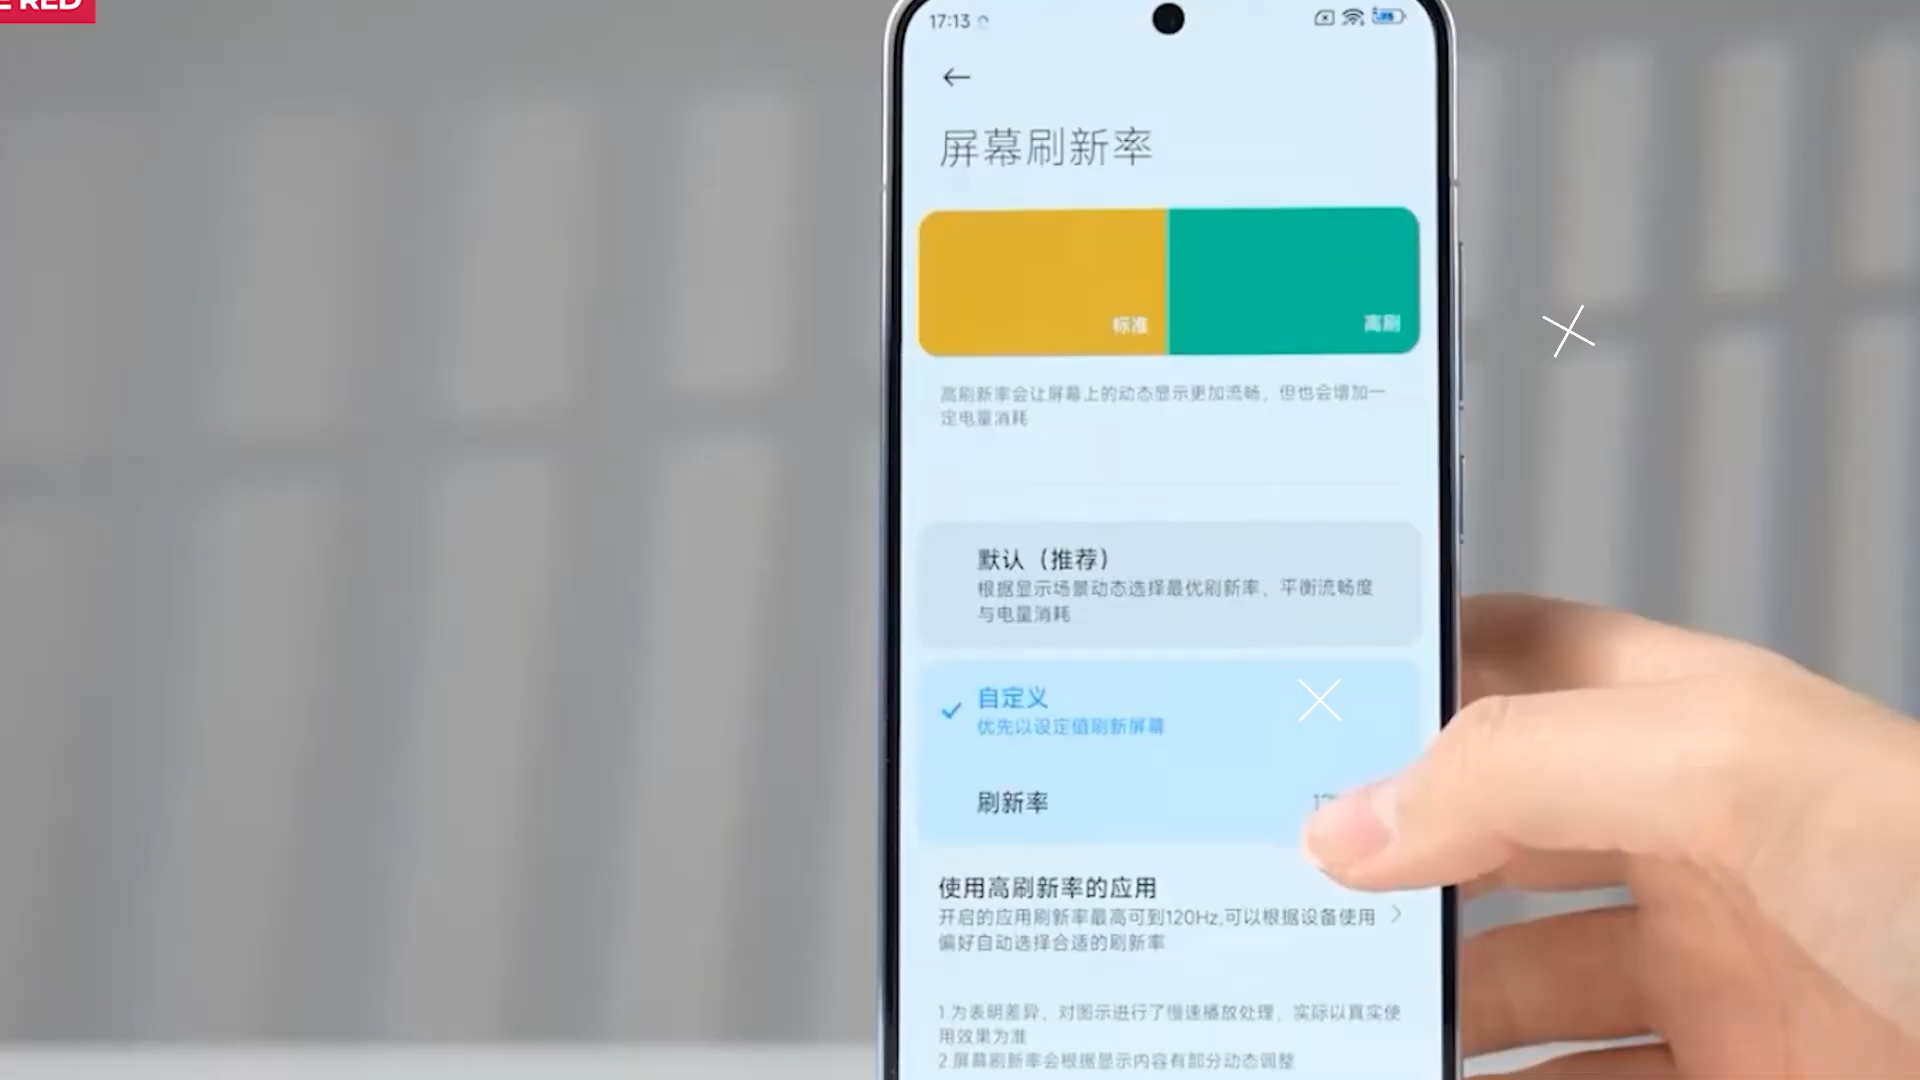 RED
17:13
屏幕刷新率
标准
高刷
高刷新率会让屏幕上的动态显示更加流畅，但也会增加一
定电量消耗
默认（推荐）
根据显示场景动态选择最优刷新率，平衡流畅度
与电量消耗
自定义
优先以设定值刷新屏幕
刷新率
使用高刷新率的应用
开启的应用刷新率最高可到120Hz,可以根据设备使用
偏好自动选择合适的刷新率
1.为表明差异，对图示进行了慢速播放处理，实际以真实使
用效果为准
2.屏幕刷新率会根据显示内容有部分动态调整